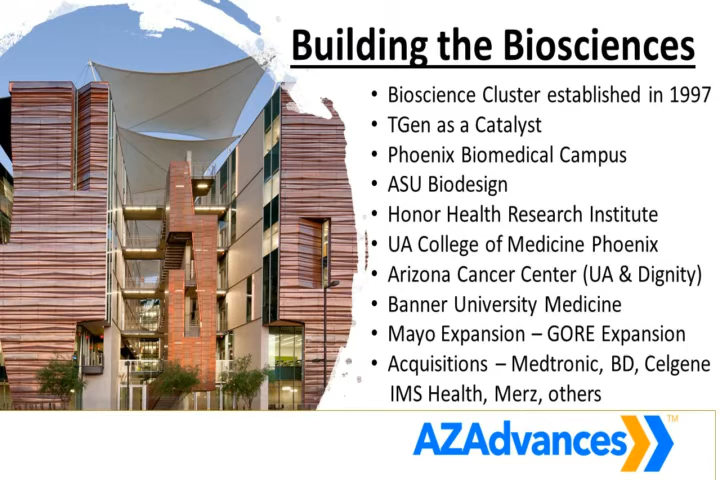 Building the Biosciences
• Bioscience Cluster established in 1997
• TGen as a Catalyst
• Phoenix Biomedical Campus
• ASU Biodesign
• Honor Health Research Institute
• UA College of Medicine Phoenix
• Arizona Cancer Center (UA & Dignity)
• Banner University Medicine
• Mayo Expansion – GORE Expansion
• Acquisitions – Medtronic, BD, Celgene
IMS Health, Merz, others
AZAdvances TM